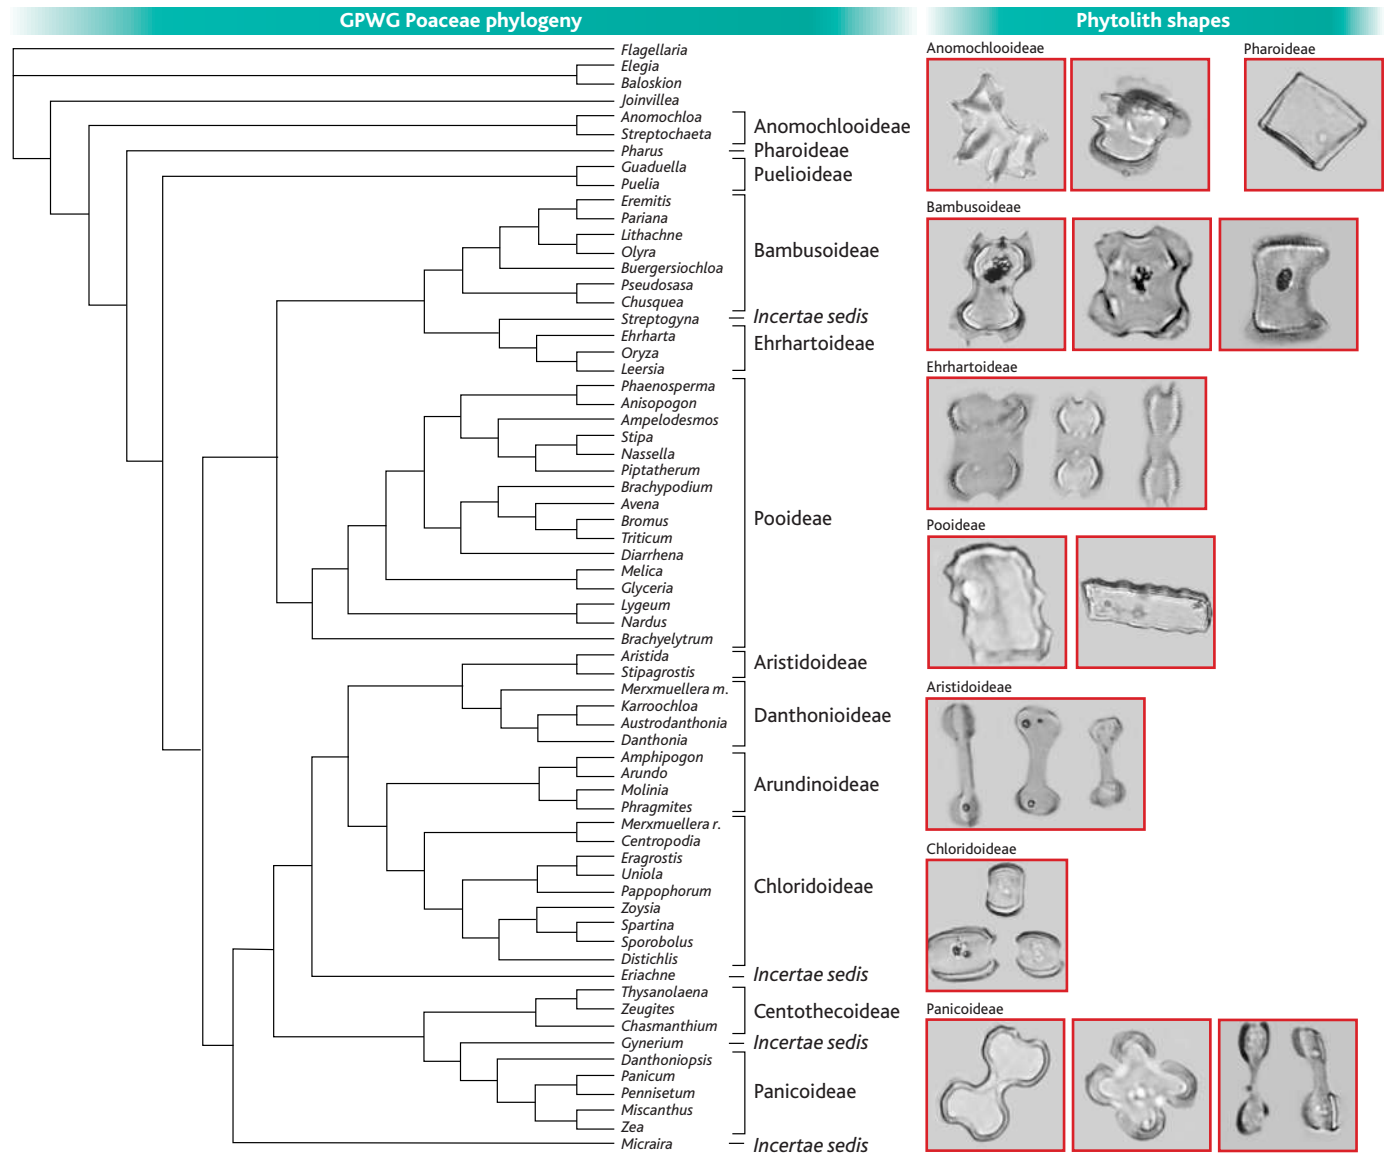 GPWG Poaceae phylogeny
Flagellaria
Elegia
Baloskion
Joinvillea
Anomochloa
Streptochaeta
Anomochlooideae
Pharus
Pharoideae
Guaduella
Puelia
Puelioideae
Eremitis
Pariana
Lithachne
Olyra
Buergersiochloa
Pseudosasa
Chusquea
Bambusoideae
Streptogyna
Incertae sedis
Ehrharta
Oryza
Leersia
Ehrhartoideae
Phaenosperma
Anisopogon
Ampelodesmos
Stipa
Nassella
Piptatherum
Brachypodium
Avena
Bromus
Triticum
Diarrhena
Melica
Glyceria
Lygeum
Nardus
Brachyelytrum
Pooideae
Aristida
Stipagrostis
Aristidoideae
Merxmuellera m.
Karroochloa
Austrodanthonia
Danthonia
Danthonioideae
Amphipogon
Arundo
Molinia
Phragmites
Arundinoideae
Merxmuellera r.
Centropodia
Eragrostis
Uniola
Pappophorum
Zoysia
Spartina
Sporobolus
Distichlis
Chloridoideae
Eriachne
Incertae sedis
Thysanolaena
Zeugites
Chasmanthium
Centothecoideae
Gynerium
Incertae sedis
Danthoniopsis
Panicum
Pennisetum
Miscanthus
Zea
Panicoideae
Micraira
Incertae sedis
Phytolith shapes
Anomochlooideae
Pharoideae
Bambusoideae
Ehrhartoideae
Pooideae
Aristidoideae
Chloridoideae
Panicoideae